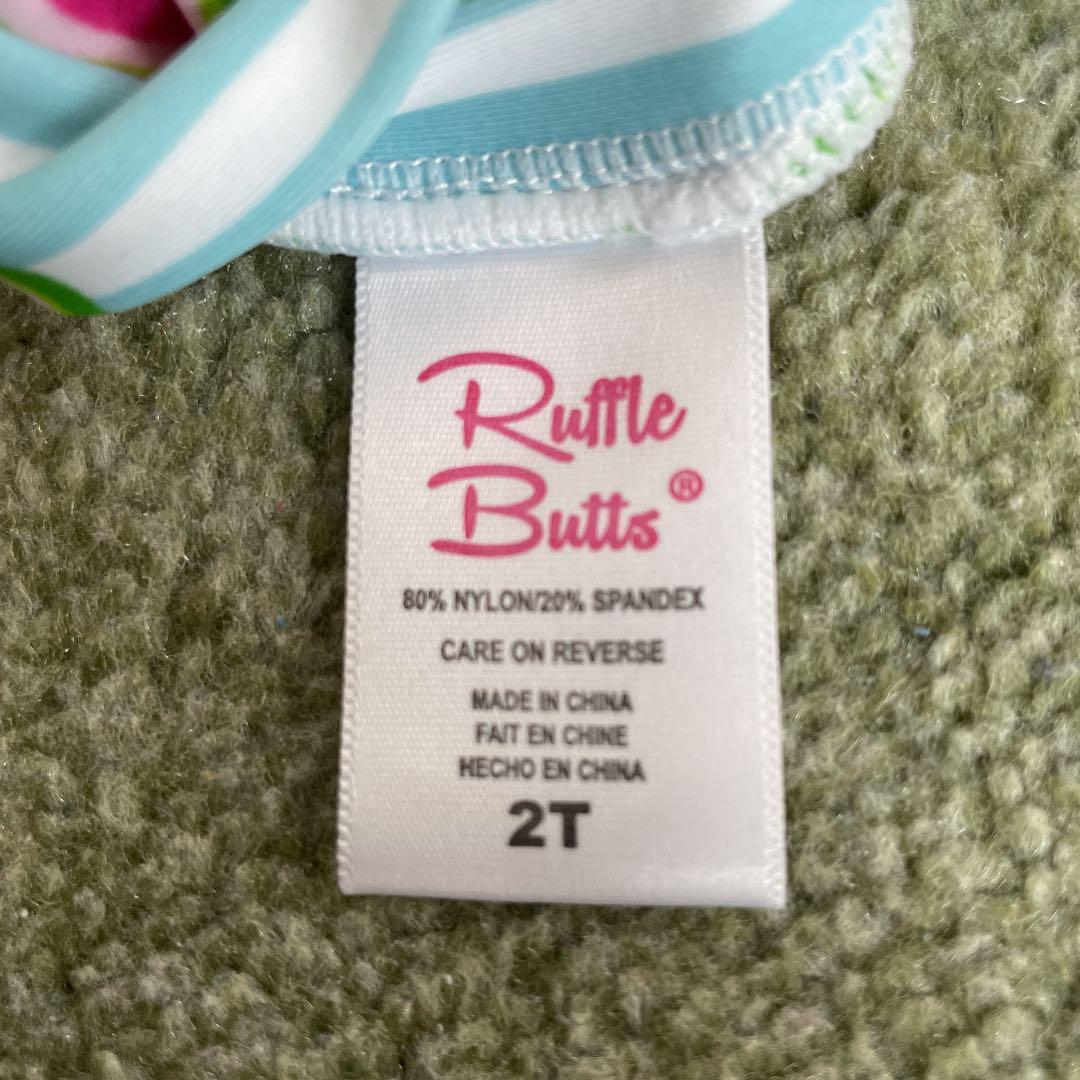 Ruffle
Butts®
80% NYLON/20% SPANDEX
CARE ON REVERSE
MADE IN CHINA
FAIT EN CHINE
HECHO EN CHINA
2T